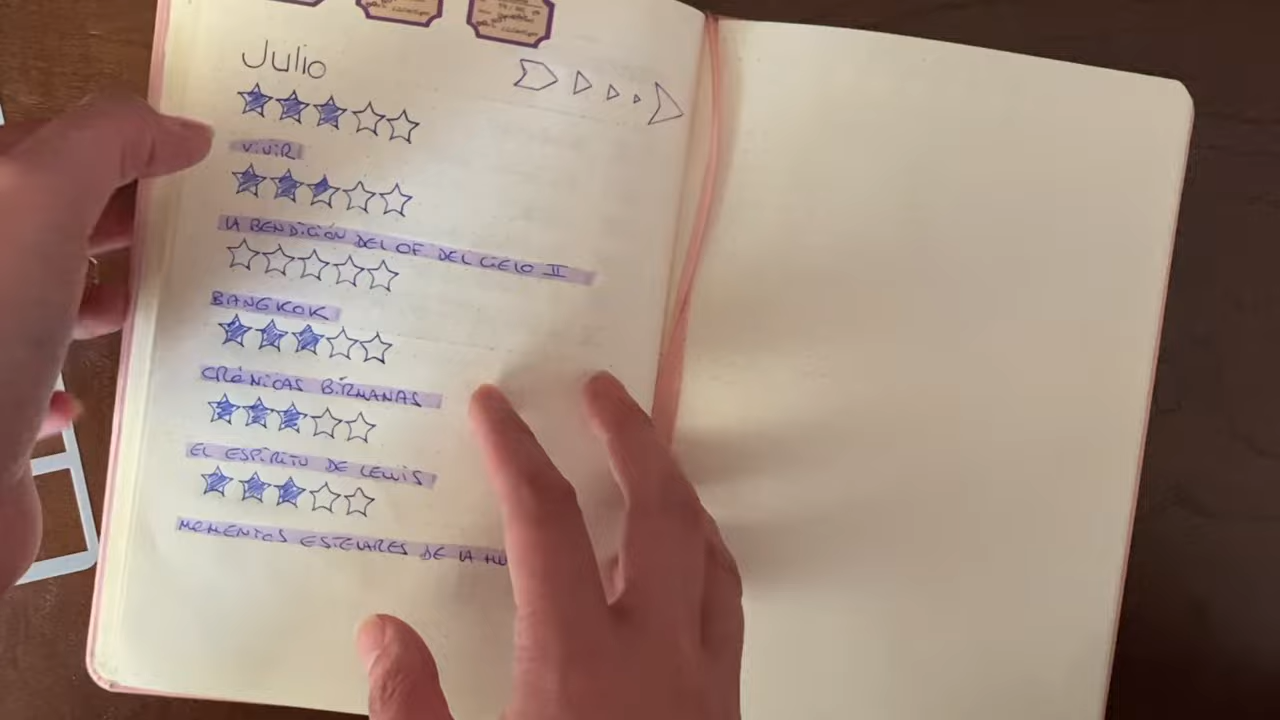 Julio
ViViR
LA BENDiCiÓN DEL OF DEL CiELO II
BANGKOK
CRÓNiCAS BiRMANAS
EL ESPÍRiTU DE LEWiS
MOMENTOS ESTELARES DE LA HU